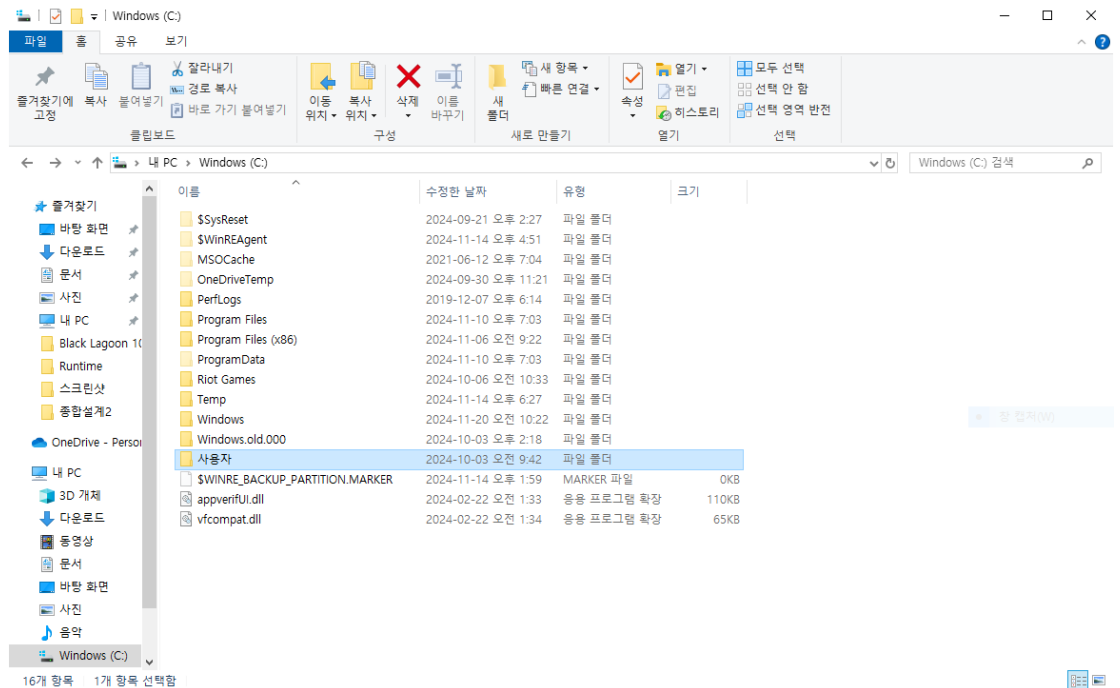 Windows (C:)
파일 홈 공유 보기
즐겨찾기에
고정
복사
붙여넣기
잘라내기
경로 복사
바로 가기 붙여넣기
클립보드
이동
위치
복사
위치
삭제
이름
바꾸기
구성
새
폴더
새 항목
빠른 연결
새로 만들기
속성
열기
편집
히스토리
열기
모두 선택
선택 안 함
선택 영역 반전
선택
내 PC > Windows (C:)
Windows (C:) 검색
즐겨찾기
바탕 화면
다운로드
문서
사진
내 PC
Black Lagoon 10
Runtime
스크린샷
종합설계2
OneDrive - Person
내 PC
3D 개체
다운로드
동영상
문서
바탕 화면
사진
음악
Windows (C:)
이름 수정한 날짜 유형 크기
$SysReset 2024-09-21 오후 2:27 파일 폴더
$WinREAgent 2024-11-14 오후 4:51 파일 폴더
MSOCache 2021-06-12 오후 7:04 파일 폴더
OneDriveTemp 2024-09-30 오후 11:21 파일 폴더
PerfLogs 2019-12-07 오후 6:14 파일 폴더
Program Files 2024-11-10 오후 7:03 파일 폴더
Program Files (x86) 2024-11-06 오전 9:22 파일 폴더
ProgramData 2024-11-10 오후 7:03 파일 폴더
Riot Games 2024-10-06 오전 10:33 파일 폴더
Temp 2024-11-14 오후 6:27 파일 폴더
Windows 2024-11-20 오전 10:22 파일 폴더
Windows.old.000 2024-10-03 오후 2:18 파일 폴더
사용자 2024-10-03 오전 9:42 파일 폴더
$WINRE_BACKUP_PARTITION.MARKER 2024-11-14 오후 1:59 MARKER 파일 0KB
appverifUI.dll 2024-02-22 오전 1:33 응용 프로그램 확장 110KB
vfcompat.dll 2024-02-22 오전 1:34 응용 프로그램 확장 65KB
창 캡처(W)
16개 항목 1개 항목 선택함